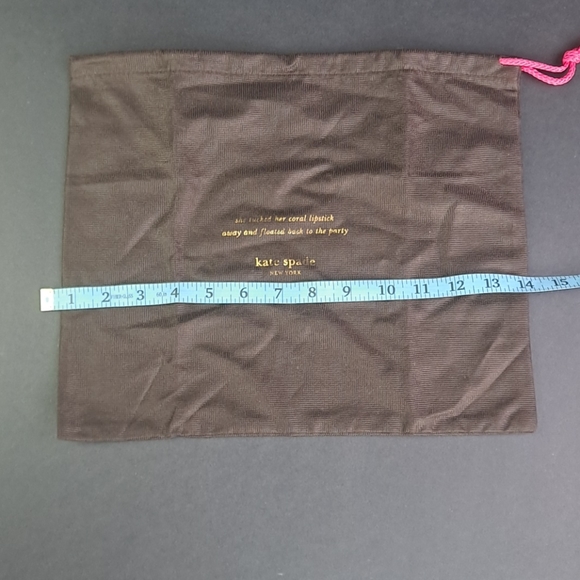 she tucked her coral lipstick
away and floated back to the party
kate spade
NEW YORK
1 2 3 4 5 6 7 8 9 10 11 12 13 14 15